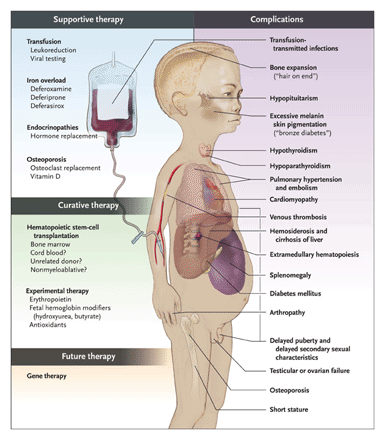 Supportive therapy
Transfusion
Leukoreduction
Viral testing
Iron overload
Deferoxamine
Deferiprone
Deferasirox
Endocrinopathies
Hormone replacement
Osteoporosis
Osteoclast replacement
Vitamin D
Curative therapy
Hematopoietic stem-cell
transplantation
Bone marrow
Cord blood?
Unrelated donor?
Nonmyeloablative?
Experimental therapy
Erythropoietin
Fetal hemoglobin modifiers
(hydroxyurea, butyrate)
Antioxidants
Future therapy
Gene therapy
Complications
Transfusion-
transmitted infections
Bone expansion
(“hair on end”)
Hypopituitarism
Excessive melanin
skin pigmentation
(“bronze diabetes”)
Hypothyroidism
Hypoparathyroidism
Pulmonary hypertension
and embolism
Cardiomyopathy
Venous thrombosis
Hemosiderosis and
cirrhosis of liver
Extramedullary hematopoiesis
Splenomegaly
Diabetes mellitus
Arthropathy
Delayed puberty and
delayed secondary sexual
characteristics
Testicular or ovarian failure
Osteoporosis
Short stature